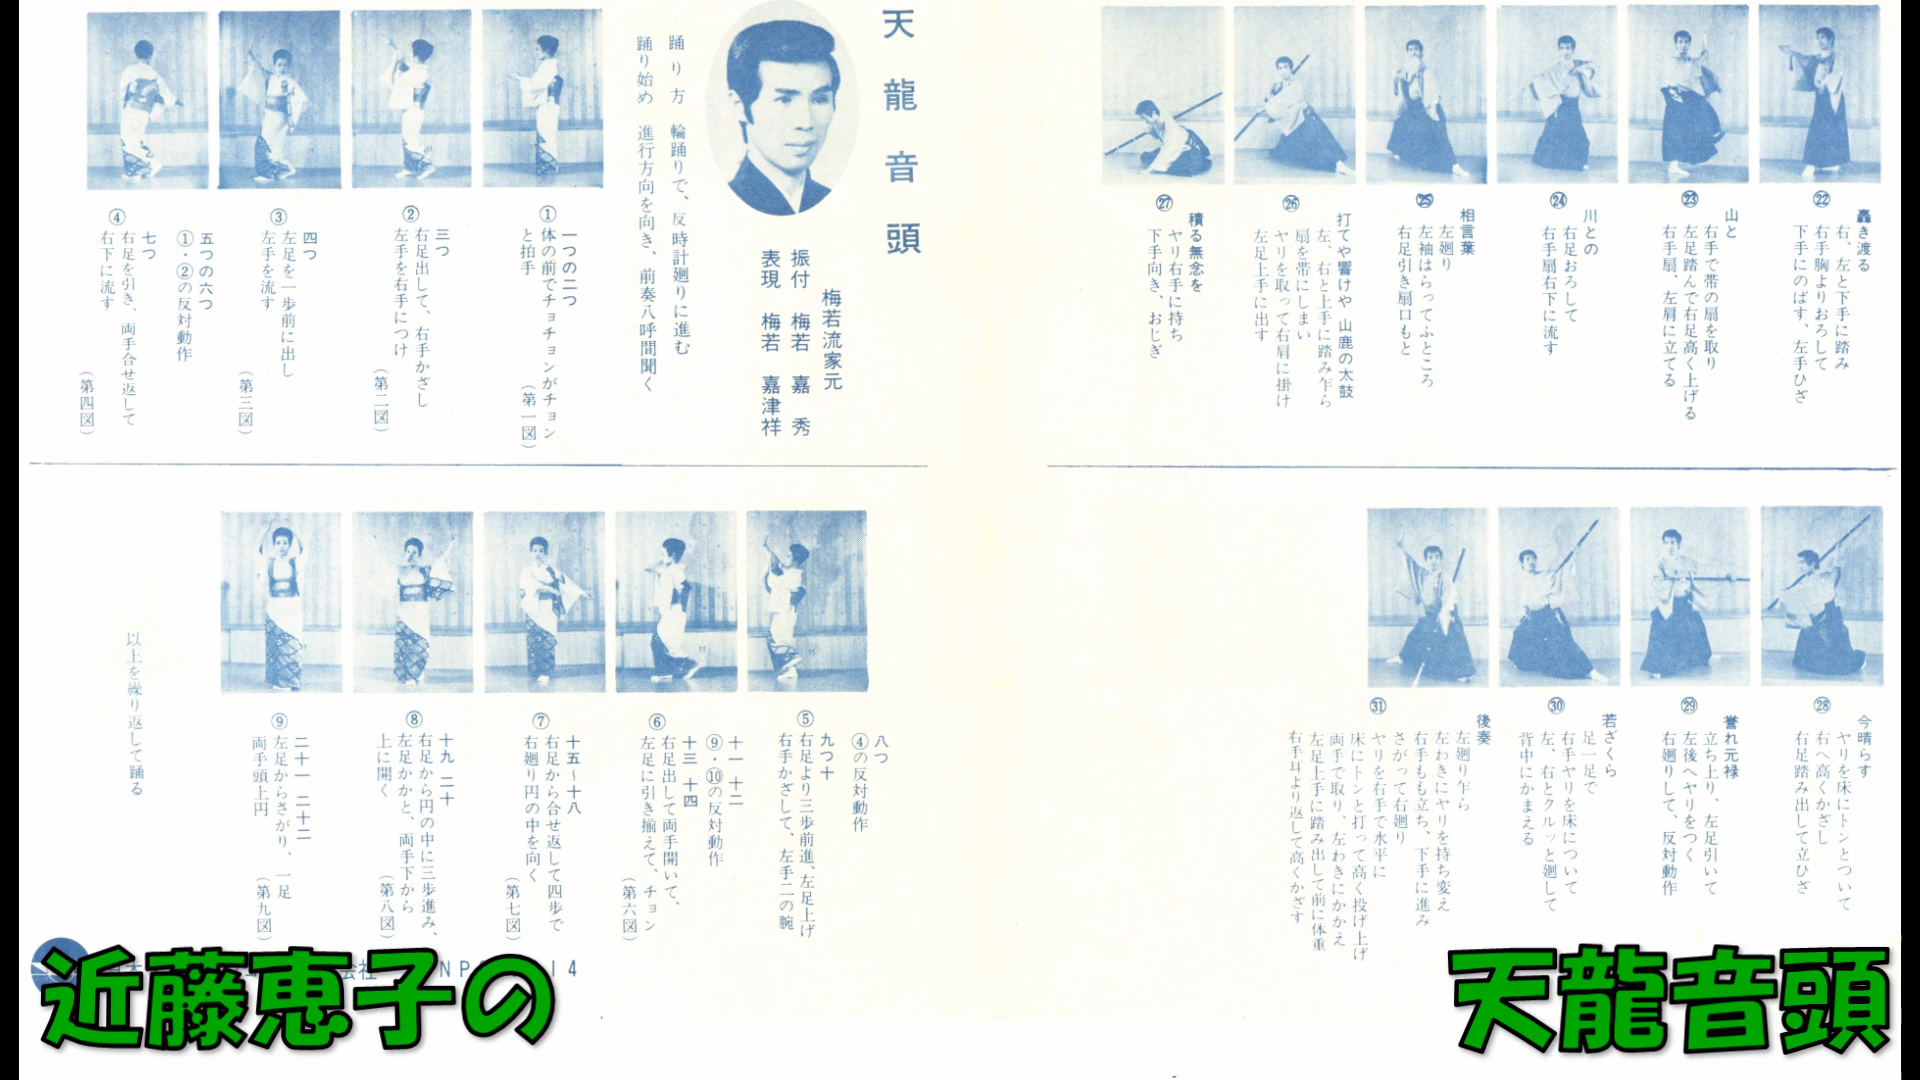 轟き渡る
㉒ 右、左と下手に踏み
右手胸よりおろして
下手にのばす、左手ひざ
山と
㉓ 右手で帯の扇を取り
左足踏んで右足高く上げる
右手扇、左肩に立てる
川との
㉔ 右足おろして
右手扇右下に流す
相言葉
㉕ 左廻り
左袖はらってふところ
右足引き扇口もと
打てや響けや 山鹿の太鼓
㉖ 左、右と上手に踏み乍ら
扇を帯にしまい
ヤリを取って右肩に掛け
左足上手に出す
積る無念を
㉗ ヤリ右手に持ち
下手向き、おじぎ
今晴らす
㉘ ヤリを床にトンとついて
右へ高くかざし
右足踏み出して立ひざ
誉れ元禄
㉙ 立ち上り、左足引いて
左後へヤリをつく
右廻りして、反対動作
若ざくら
足一足で
㉚ 右手ヤリを床について
左、右とクルッと廻して
背中にかまえる
後奏
左廻り乍ら
左わきにヤリを持ち変え
右手もも立ち、下手に進み
さがって右廻り
㉛ ヤリを右手で水平に
床にトンと打って高く投げ上げ
両手で取り、左わきにかかえ
左足上手に踏み出して前に体重
右手耳より返して高くかざす
天龍音頭
梅若流家元
振付 梅若 嘉秀
表現 梅若 嘉津祥
踊り方 輪踊りで、反時計廻りに進む
踊り始め 進行方向を向き、前奏八呼間聞く
一つの二つ
① 体の前でチョチョンがチョン
と拍手 (第一図)
三つ
② 右足出して、右手かざし
左手を右手につけ
(第二図)
四つ
③ 左足を一歩前に出し
左手を流す
(第三図)
五つの六つ
①・②の反対動作
七つ
④ 右足を引き、両手合せ返して
右下に流す
(第四図)
八つ
④の反対動作
九つ十
⑤ 右足より三歩前進、左足上げ
右手かざして、左手二の腕
十一 十二
⑨・⑩の反対動作
十三 十四
⑥ 右足出して両手開いて、
左足に引き揃えて、チョン
(第六図)
十五〜十八
⑦ 右足から合せ返して四歩で
右廻り円の中を向く
(第七図)
十九 二十
⑧ 右足から円の中に三歩進み、
左足かかと、両手下から
上に開く
(第八図)
二十一 二十二
⑨ 左足からさがり、一足
両手頭上円
(第九図)
以上を繰り返して踊る
近藤恵子の
天龍音頭